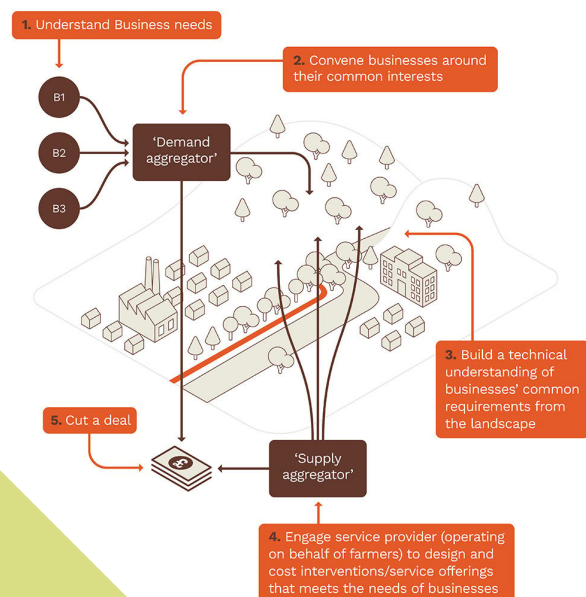 1. Understand Business needs
2. Convene businesses around
their common interests
B1
B2
B3
‘Demand
aggregator’
3. Build a technical
understanding of
businesses’ common
requirements from
the landscape
5. Cut a deal
£
‘Supply
aggregator’
4. Engage service provider (operating
on behalf of farmers) to design and
cost interventions/service offerings
that meets the needs of businesses